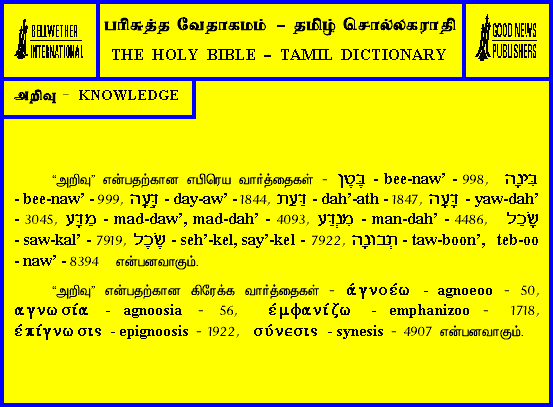 BELLWETHER
INTERNATIONAL
பரிசுத்த வேதாகமம் – தமிழ் சொல்லகராதி
THE HOLY BIBLE – TAMIL DICTIONARY
GOOD NEWS
PUBLISHERS
அறிவு – KNOWLEDGE
“அறிவு” என்பதற்கான எபிரெய வார்த்தைகள் - בֶּטֶן - bee-naw’ - 998, בִּינָה
- bee-naw’ - 999, דֵּעָה - day-aw’ -1844, דַּעַת - dah’-ath - 1847, דֵּעָה - yaw-dah’
- 3045, מַדָּע - mad-daw’, mad-dah’ - 4093, מַנְדַּע - man-dah’ - 4486, שָׂכַל
- saw-kal’ - 7919, שֶׂכֶל - seh’-kel, say’-kel - 7922, תְּבוּנָה - taw-boon’, teb-oo
- naw’ - 8394 என்பனவாகும்.
“அறிவு” என்பதற்கான கிரேக்க வார்த்தைகள் - ἀγνοέω - agnoeoo - 50,
αγνωσία - agnoosia - 56, ἐμφανίζω - emphanizoo - 1718,
ἐπίγνωσις - epignoosis - 1922, σύνεσις - synesis - 4907 என்பனவாகும்.